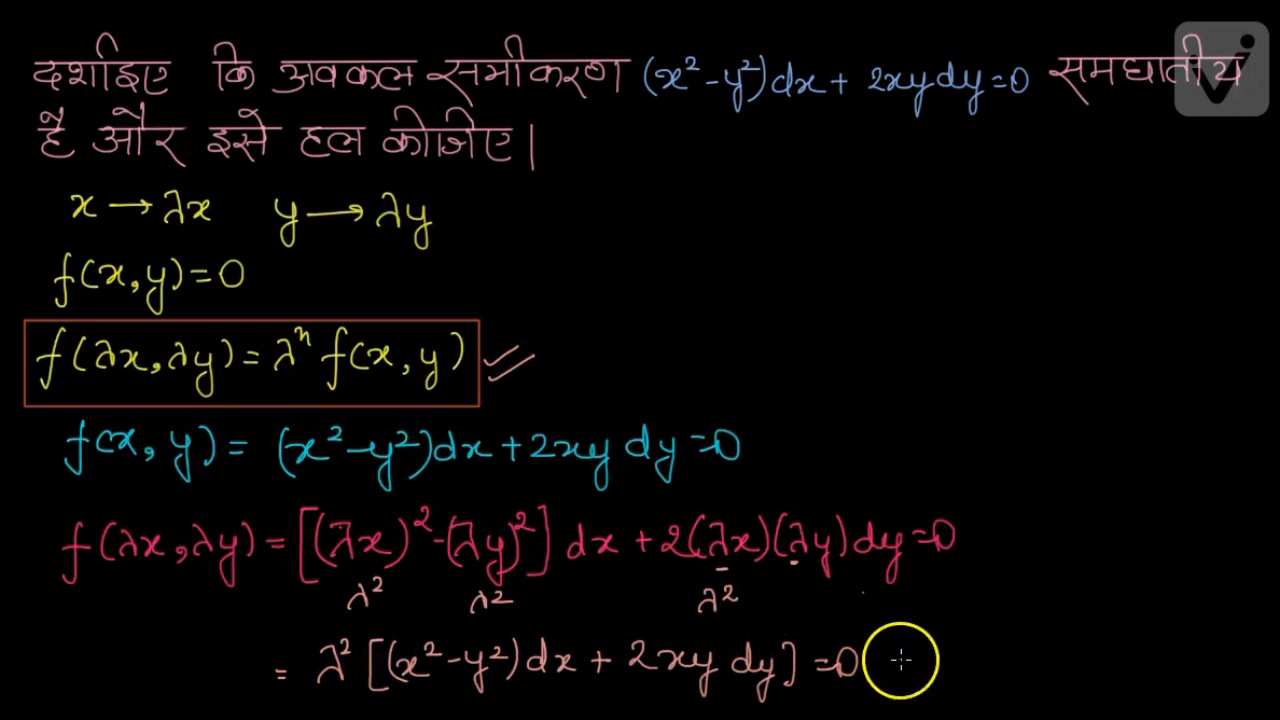 दर्शाइए कि अवकल समीकरण (x²-y²)dx + 2xydy=0 समघातीय
है और इसे हल कीजिए।
x → λx y → λy
f(x,y)=0
f(λx,λy)=λⁿ f(x,y)
f(x,y)= (x²-y²)dx+2xy dy=0
f(λx,λy)=[(λx)²-(λy)²] dx +2(λx)(λy)dy=0
λ² λ² λ²
= λ²[(x²-y²)dx + 2xy dy] =0